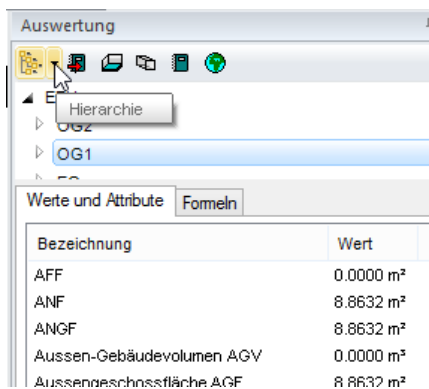 Auswertung
Hierarchie
OG2
OG1
Werte und Attribute Formeln
Bezeichnung Wert
AFF 0.0000 m²
ANF 8.8632 m²
ANGF 8.8632 m²
Aussen-Gebäudevolumen AGV 0.0000 m³
Aussengeschossfläche AGF 8.8632 m²